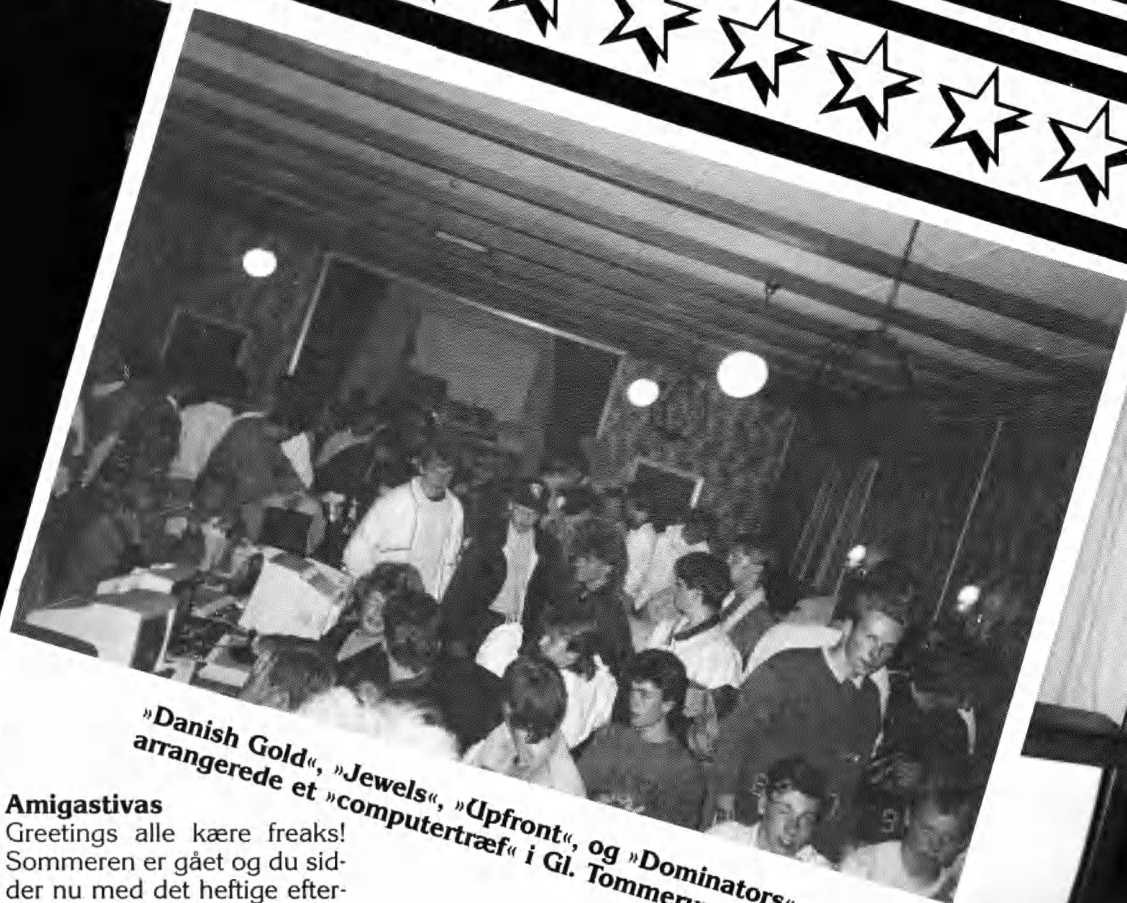 »Danish Gold«, »Jewels«, »Upfront«, og »Dominators«
arrangerede et »computertræf« i Gl.
Amigastivas
Greetings alle kære freaks!
Sommeren er gået og du sid-
der nu med det heftige efter-